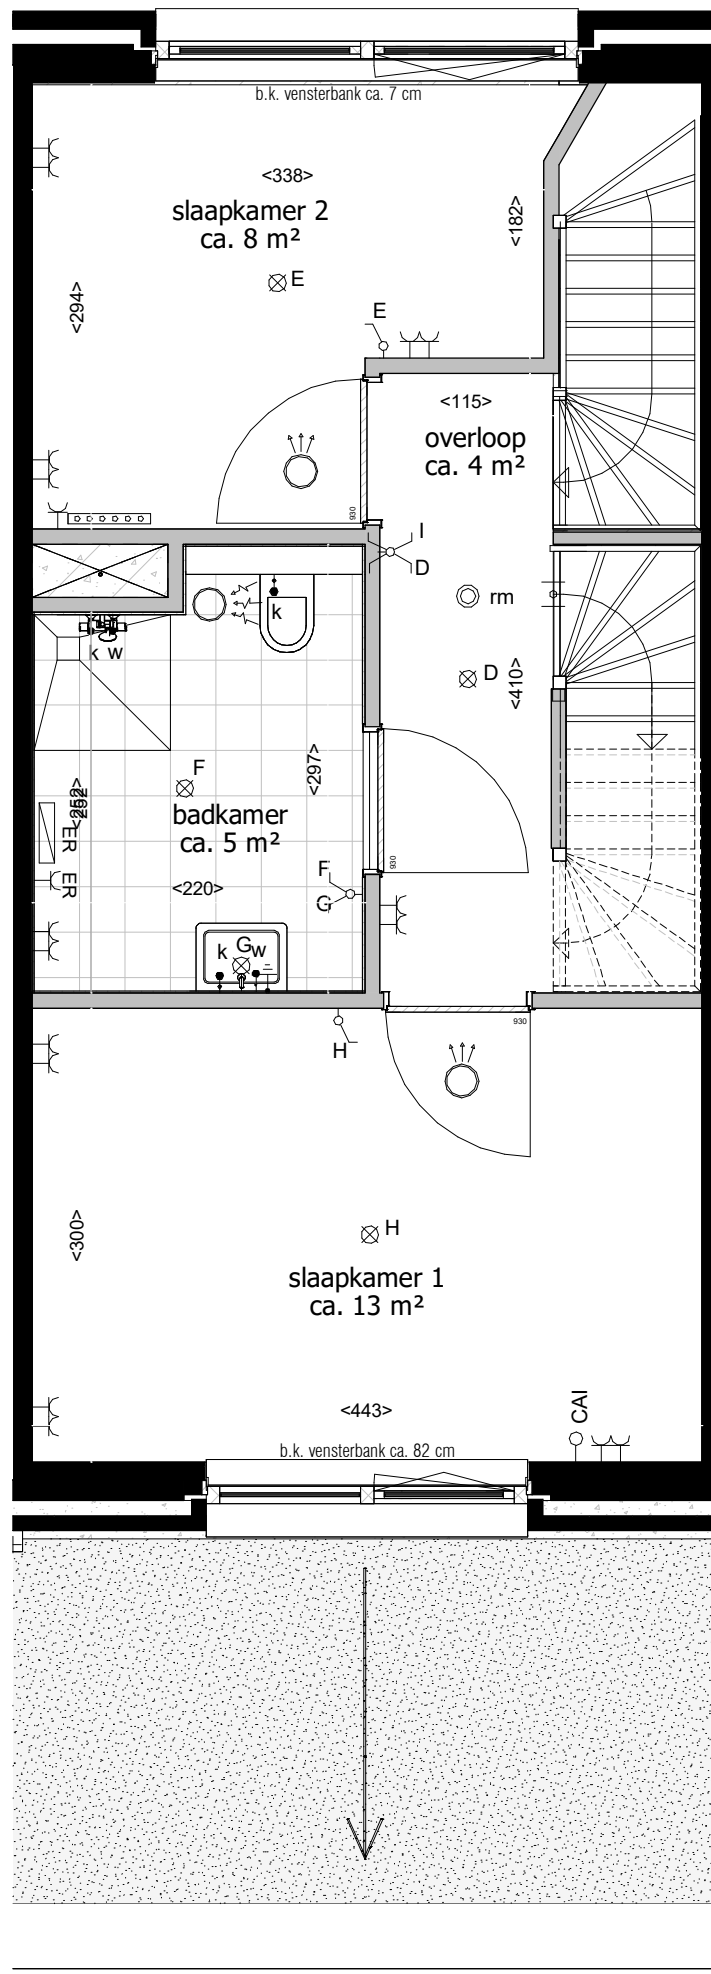 b.k. vensterbank ca. 7 cm
<338>
slaapkamer 2
ca. 8 m²
<182>
E
<294>
E
<115>
overloop
ca. 4 m²
930
I
D
k
rm
k w
D
<410>
F
<297>
badkamer
ca. 5 m²
<252>
ER
930
F
ER
<220>
G
k
G
w
930
H
<300>
H
slaapkamer 1
ca. 13 m²
<443>
CAI
b.k. vensterbank ca. 82 cm